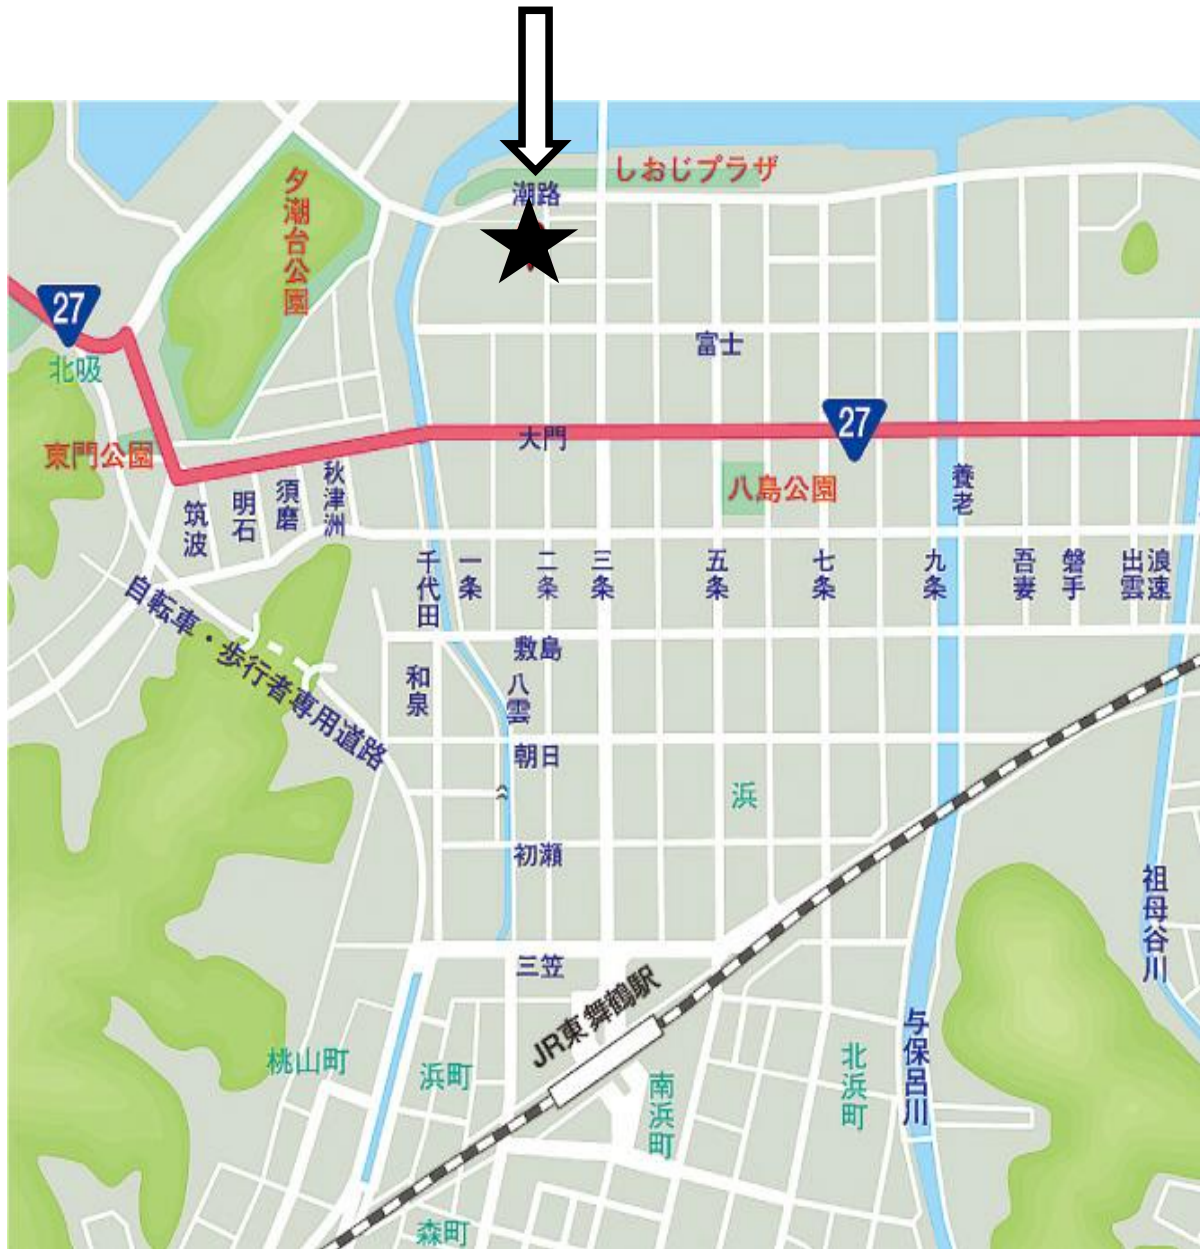 しおじプラザ
潮路
夕潮台公園
27
北吸
富士
27
大門
東門公園
八島公園
養老
秋津洲
須磨
明石
筑波
千代田
一条
二条
三条
五条
七条
九条
吾妻
磐手
出雲
浪速
自転車・歩行者専用道路
敷島
和泉
八雲
朝日
浜
初瀬
祖母谷川
三笠
JR東舞鶴駅
与保呂川
桃山町
浜町
南浜町
北浜町
森町